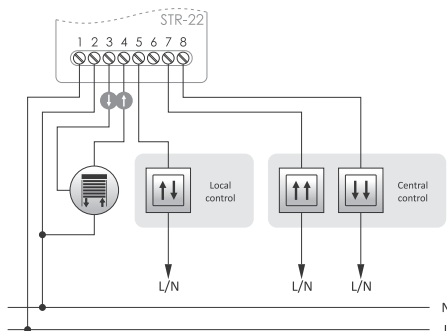 STR-22
1 2 3 4 5 6 7 8
Local
control
Central
control
L/N
L/N
L/N
N